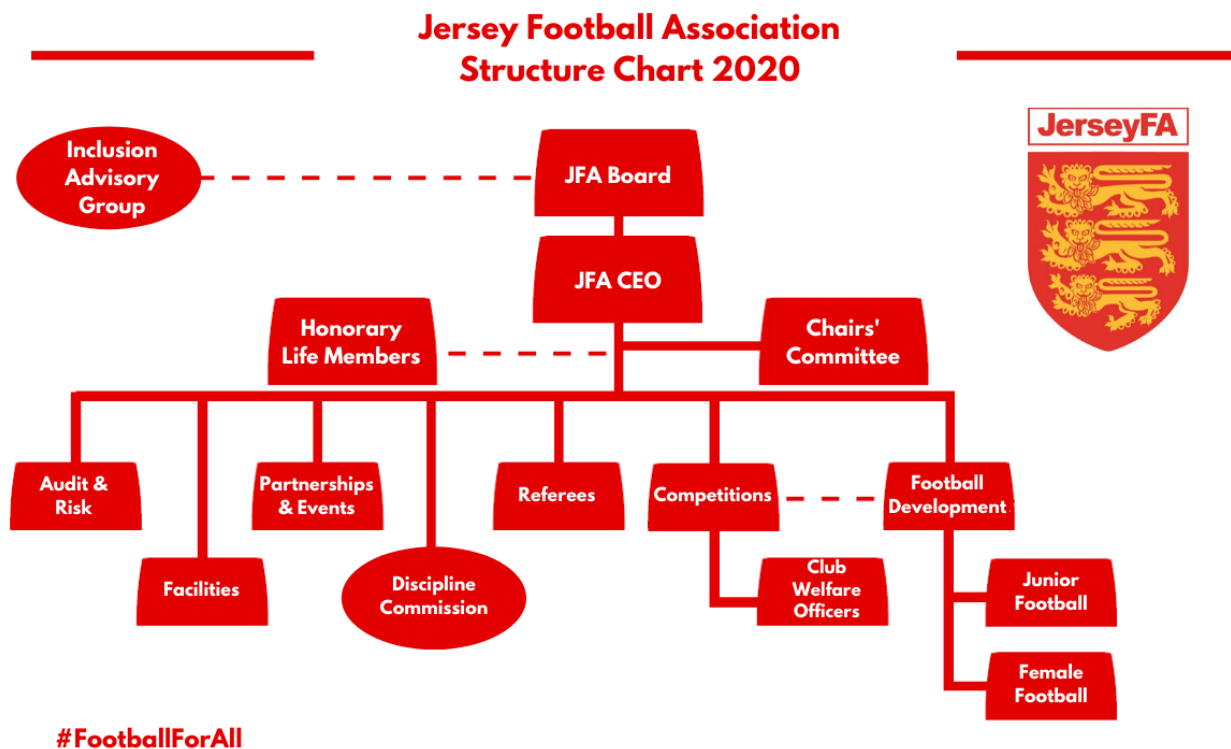 Jersey Football Association
Structure Chart 2020
JerseyFA
Inclusion
Advisory
Group
JFA Board
JFA CEO
Honorary
Life Members
Chairs'
Committee
Audit &
Risk
Facilities
Partnerships
& Events
Discipline
Commission
Referees
Competitions
Club
Welfare
Officers
Football
Development
Junior
Football
Female
Football
#FootballForAll